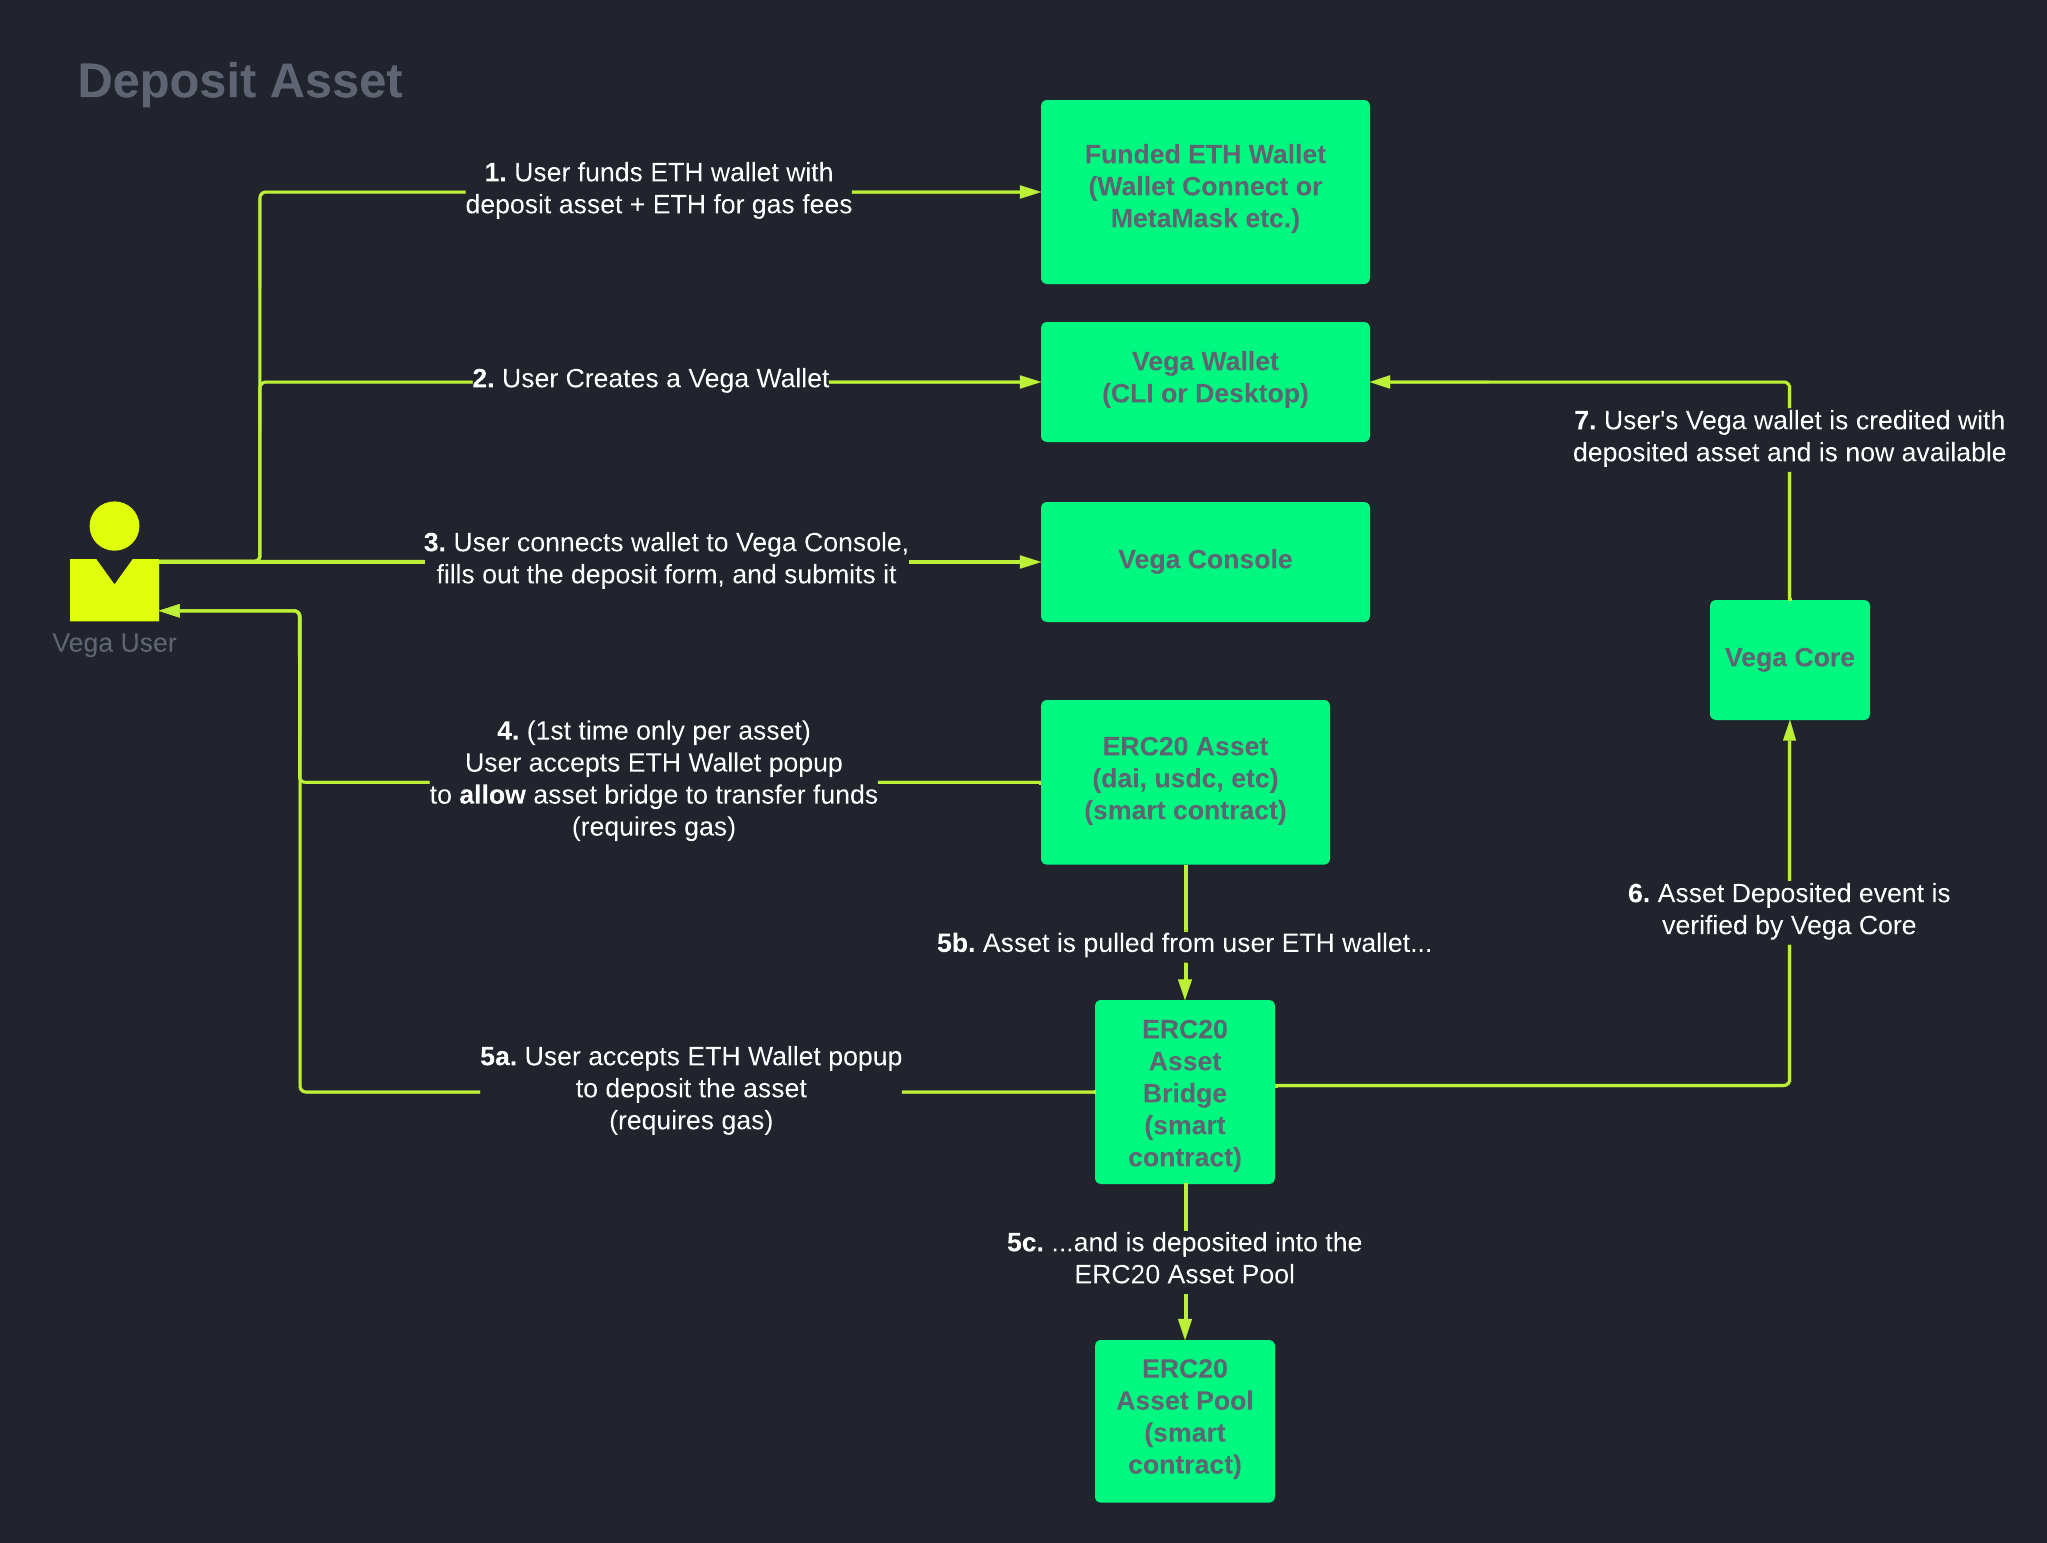 Deposit Asset
1. User funds ETH wallet with
deposit asset + ETH for gas fees
Funded ETH Wallet
(Wallet Connect or
MetaMask etc.)
2. User Creates a Vega Wallet
Vega Wallet
(CLI or Desktop)
7. User's Vega wallet is credited with
deposited asset and is now available
3. User connects wallet to Vega Console,
fills out the deposit form, and submits it
Vega Console
Vega User
Vega Core
4. (1st time only per asset)
User accepts ETH Wallet popup
to allow asset bridge to transfer funds
(requires gas)
ERC20 Asset
(dai, usdc, etc)
(smart contract)
6. Asset Deposited event is
verified by Vega Core
5b. Asset is pulled from user ETH wallet...
5a. User accepts ETH Wallet popup
to deposit the asset
(requires gas)
ERC20
Asset
Bridge
(smart
contract)
5c. ...and is deposited into the
ERC20 Asset Pool
ERC20
Asset Pool
(smart
contract)